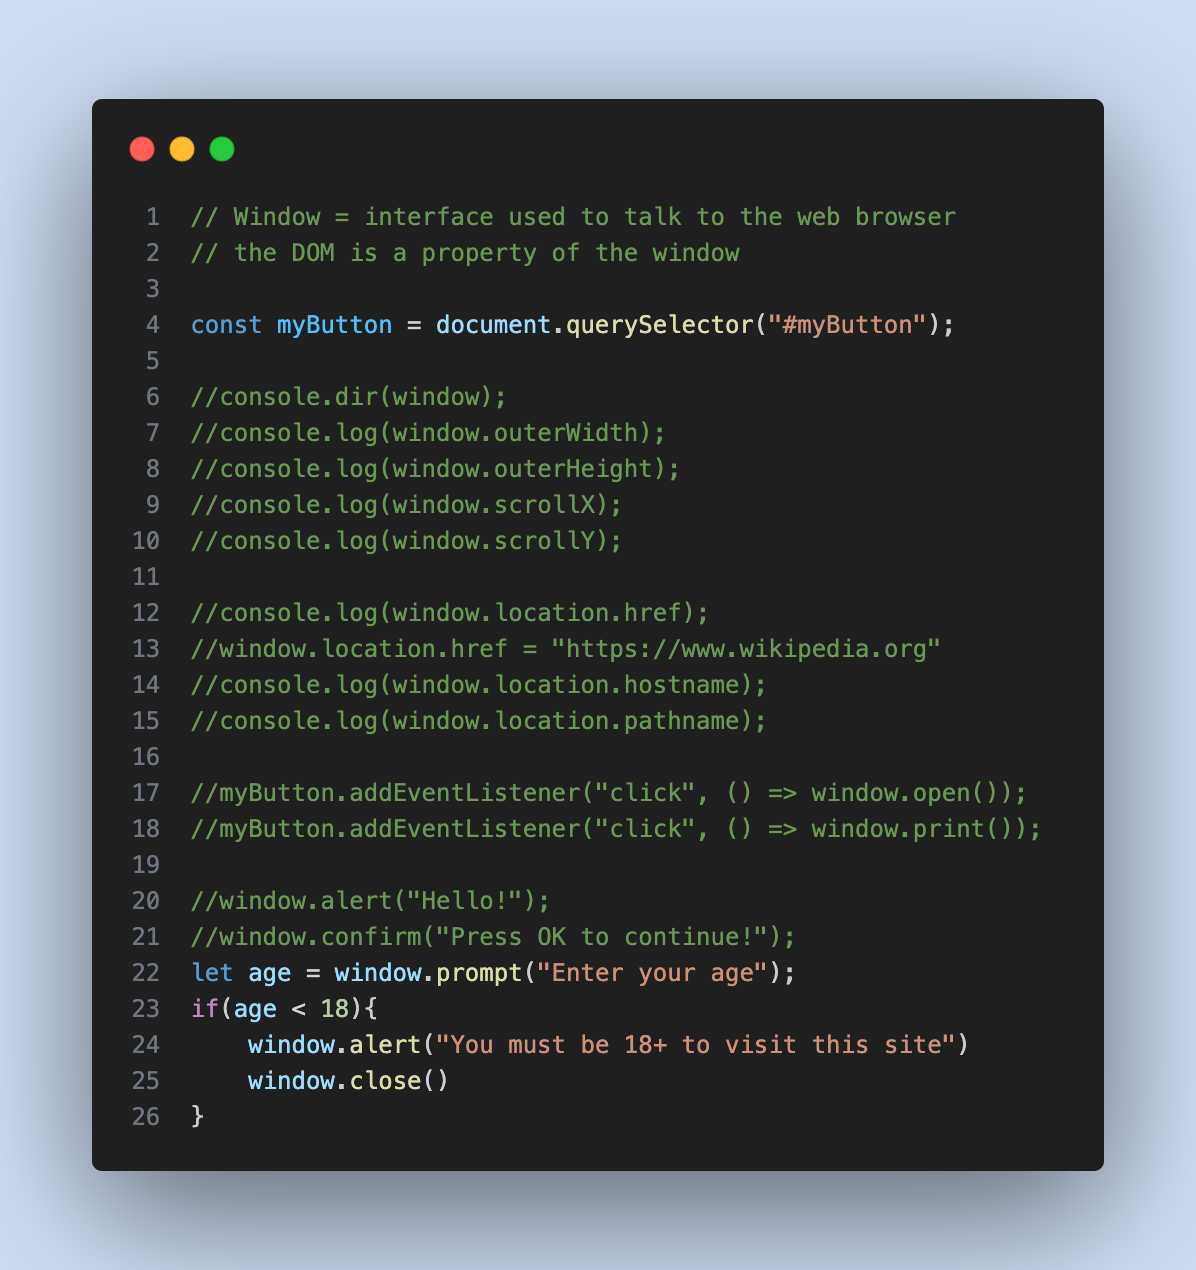 1 // Window = interface used to talk to the web browser
2 // the DOM is a property of the window
3
4 const myButton = document.querySelector("#myButton");
5
6 //console.dir(window);
7 //console.log(window.outerWidth);
8 //console.log(window.outerHeight);
9 //console.log(window.scrollX);
10 //console.log(window.scrollY);
11
12 //console.log(window.location.href);
13 //window.location.href = "https://www.wikipedia.org"
14 //console.log(window.location.hostname);
15 //console.log(window.location.pathname);
16
17 //myButton.addEventListener("click", () => window.open());
18 //myButton.addEventListener("click", () => window.print());
19
20 //window.alert("Hello!");
21 //window.confirm("Press OK to continue!");
22 let age = window.prompt("Enter your age");
23 if(age < 18){
24     window.alert("You must be 18+ to visit this site")
25     window.close()
26 }